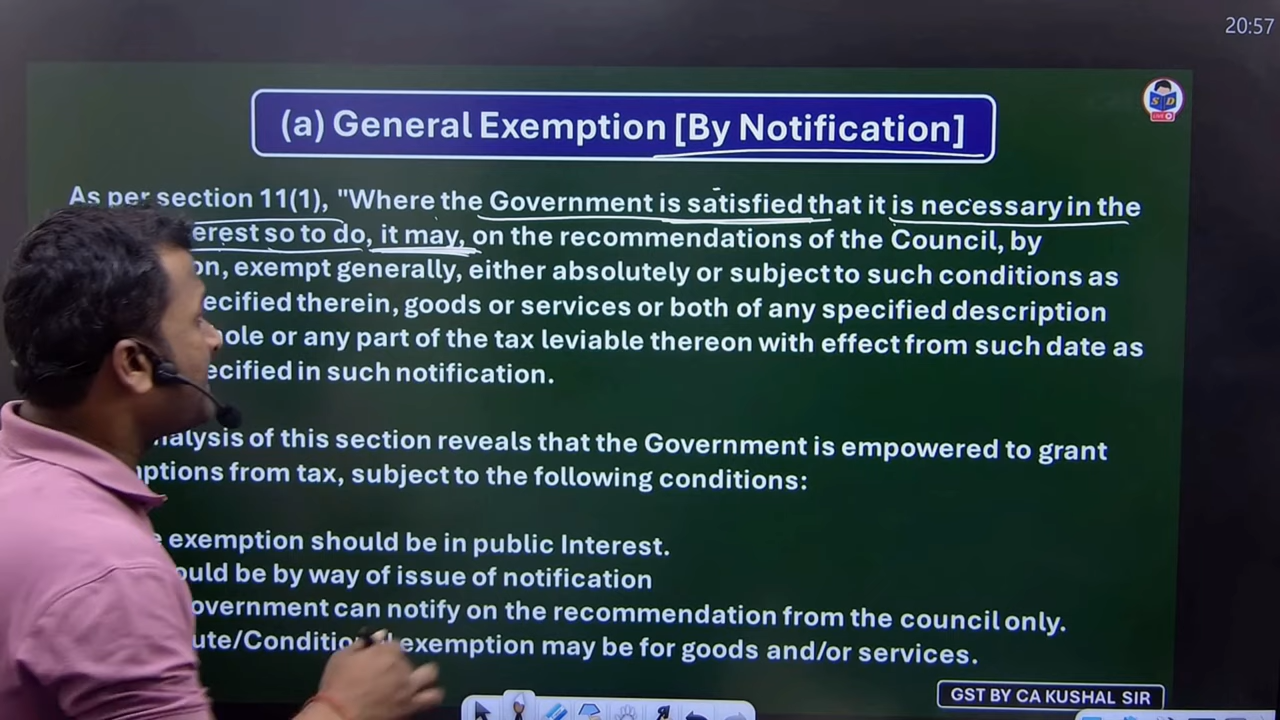 20:57
(a) General Exemption [By Notification]
S D
LIVE
As per section 11(1), "Where the Government is satisfied that it is necessary in the
erest so to do, it may, on the recommendations of the Council, by
on, exempt generally, either absolutely or subject to such conditions as
ecified therein, goods or services or both of any specified description
ole or any part of the tax leviable thereon with effect from such date as
ecified in such notification.
alysis of this section reveals that the Government is empowered to grant
ptions from tax, subject to the following conditions:
e exemption should be in public Interest.
ould be by way of issue of notification
overnment can notify on the recommendation from the council only.
ute/Conditio exemption may be for goods and/or services.
GST BY CA KUSHAL SIR